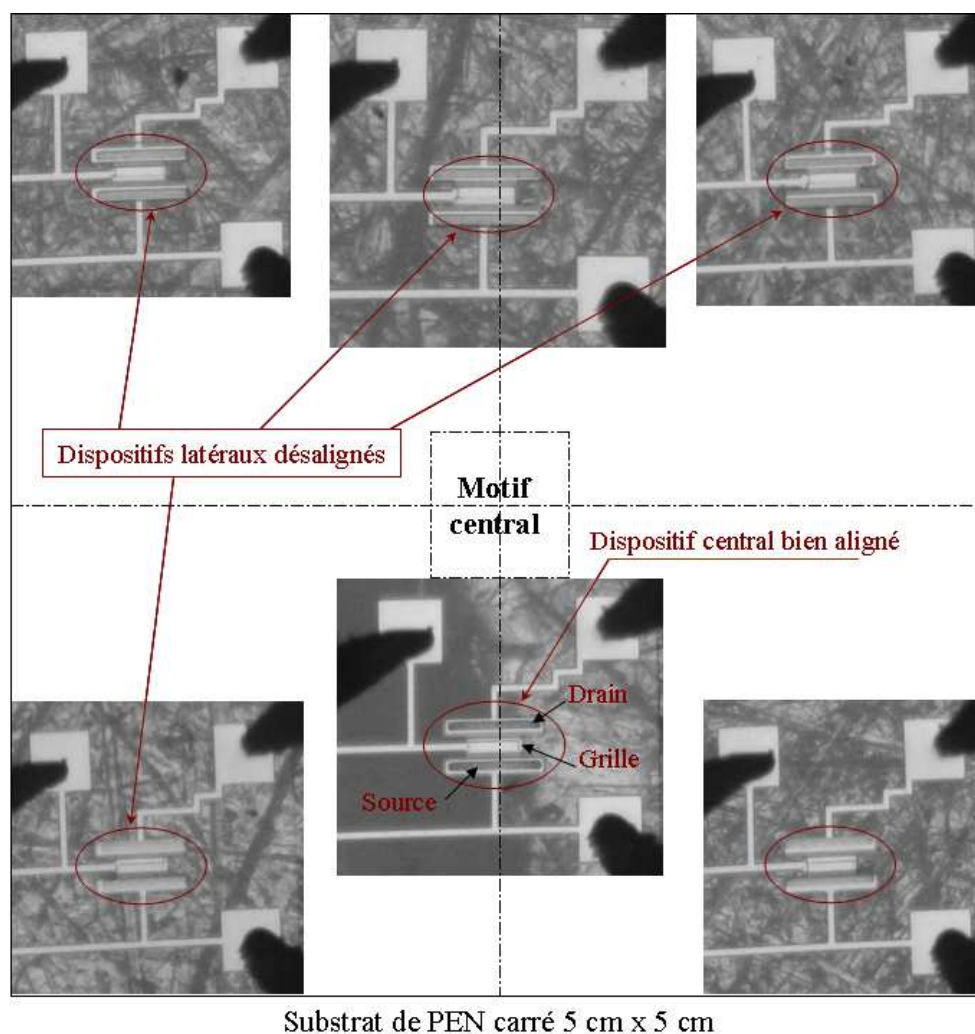 Dispositifs latéraux désalignés
Motif
central
Dispositif central bien aligné
Drain
Grille
Source
Substrat de PEN carré 5 cm x 5 cm